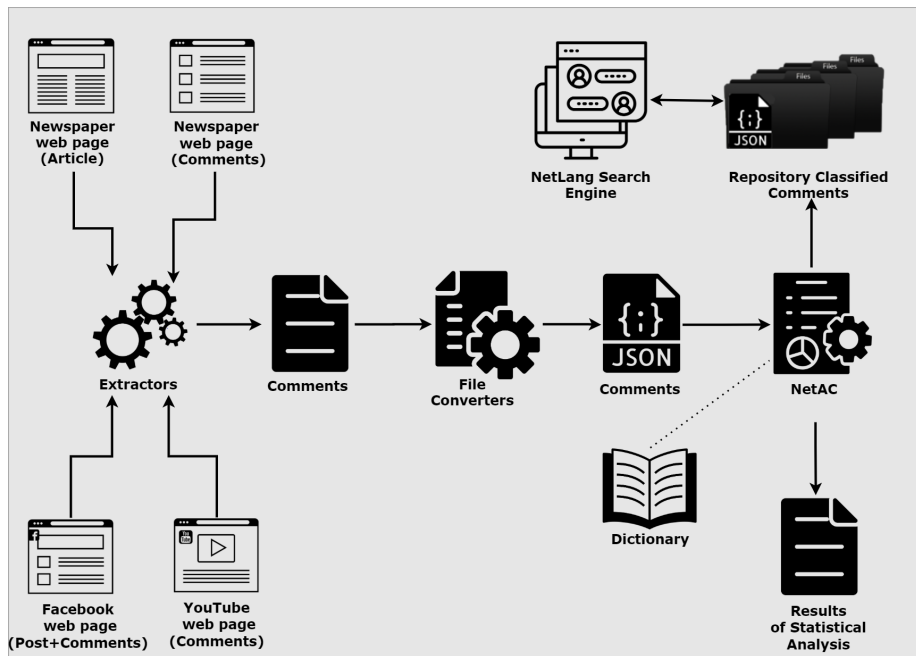 Newspaper
web page
(Article)
Newspaper
web page
(Comments)
NetLang Search
Engine
Files
Files
Files
{;}
JSON
Repository Classified
Comments
Extractors
Comments
File
Converters
{;}
JSON
Comments
NetAC
Dictionary
f
Facebook
web page
(Post+Comments)
You
Tube
YouTube
web page
(Comments)
Results
of Statistical
Analysis